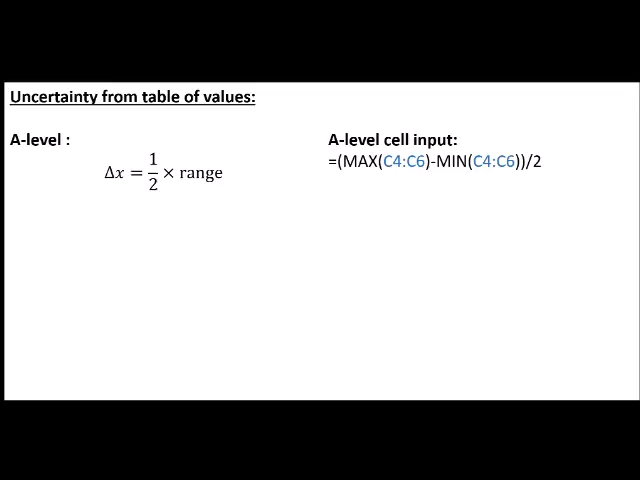 Uncertainty from table of values:
A-level :
Δx = 1/2 × range
A-level cell input:
=(MAX(C4:C6)-MIN(C4:C6))/2